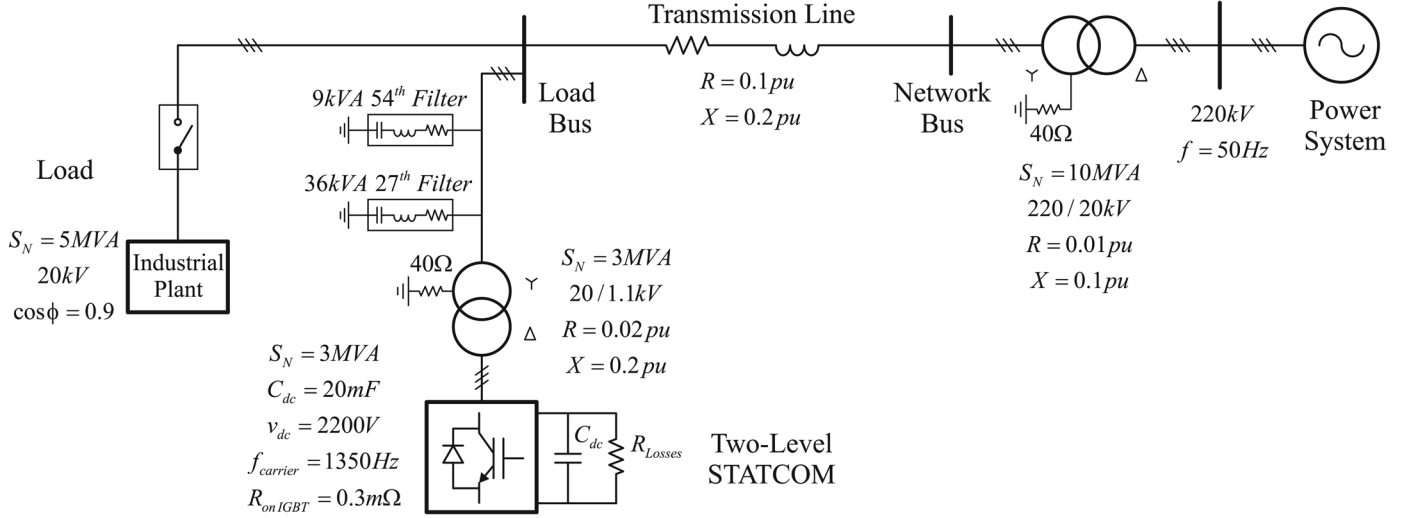 Transmission Line
R = 0.1pu
X = 0.2pu
9kVA 54th Filter
36kVA 27th Filter
Load
Bus
Network
Bus
40Ω
Y
Δ
S_N = 10MVA
220 / 20kV
R = 0.01pu
X = 0.1pu
220kV
f = 50Hz
Power
System
Load
S_N = 5MVA
20kV
cosϕ = 0.9
Industrial
Plant
40Ω
Y
Δ
S_N = 3MVA
20 / 1.1kV
R = 0.02pu
X = 0.2pu
S_N = 3MVA
C_dc = 20mF
v_dc = 2200V
f_carrier = 1350Hz
R_onIGBT = 0.3mΩ
C_dc
R_Losses
Two-Level
STATCOM